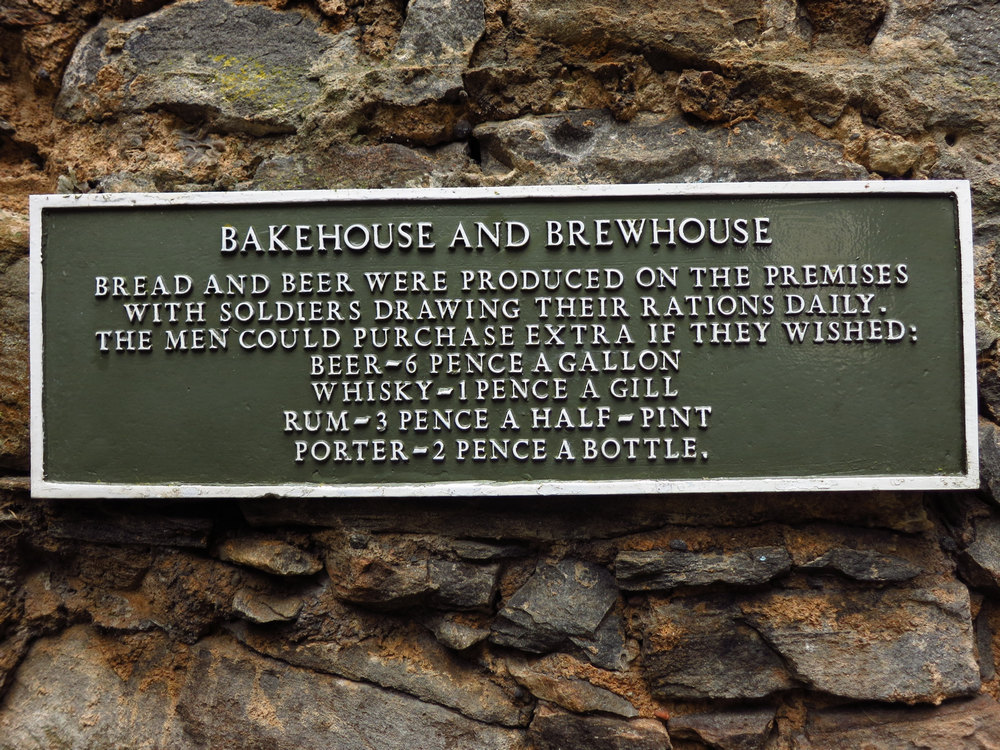 BAKEHOUSE AND BREWHOUSE
BREAD AND BEER WERE PRODUCED ON THE PREMISES
WITH SOLDIERS DRAWING THEIR RATIONS DAILY.
THE MEN COULD PURCHASE EXTRA IF THEY WISHED:
BEER-6 PENCE A GALLON
WHISKY-1 PENCE A GILL
RUM-3 PENCE A HALF-PINT
PORTER-2 PENCE A BOTTLE.